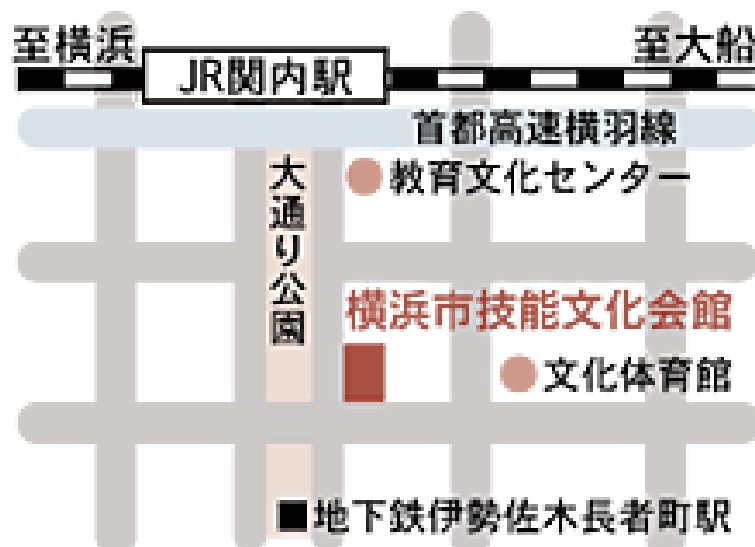 至横浜
至大船
JR関内駅
首都高速横羽線
大通り公園
教育文化センター
横浜市技能文化会館
文化体育館
地下鉄伊勢佐木長者町駅